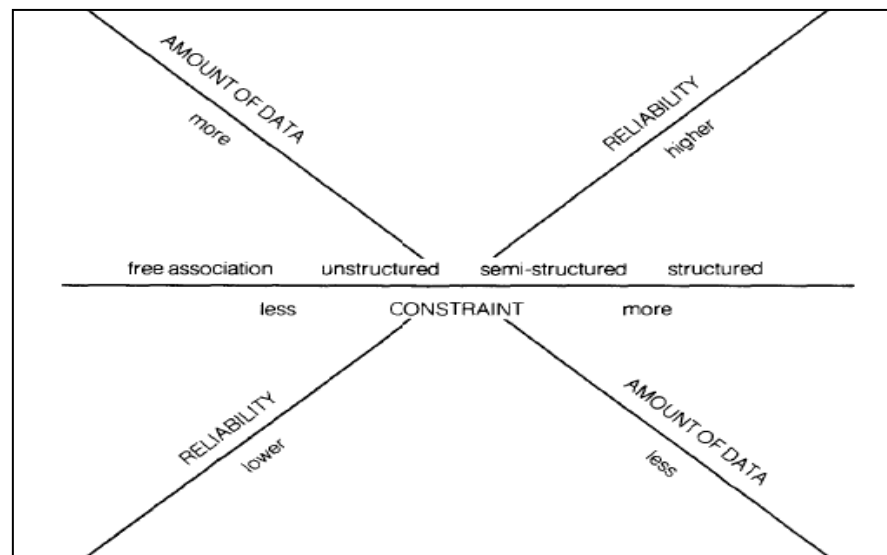 AMOUNT OF DATA
more
RELIABILITY
higher
free association unstructured semi-structured structured
less CONSTRAINT more
RELIABILITY
lower
AMOUNT OF DATA
less